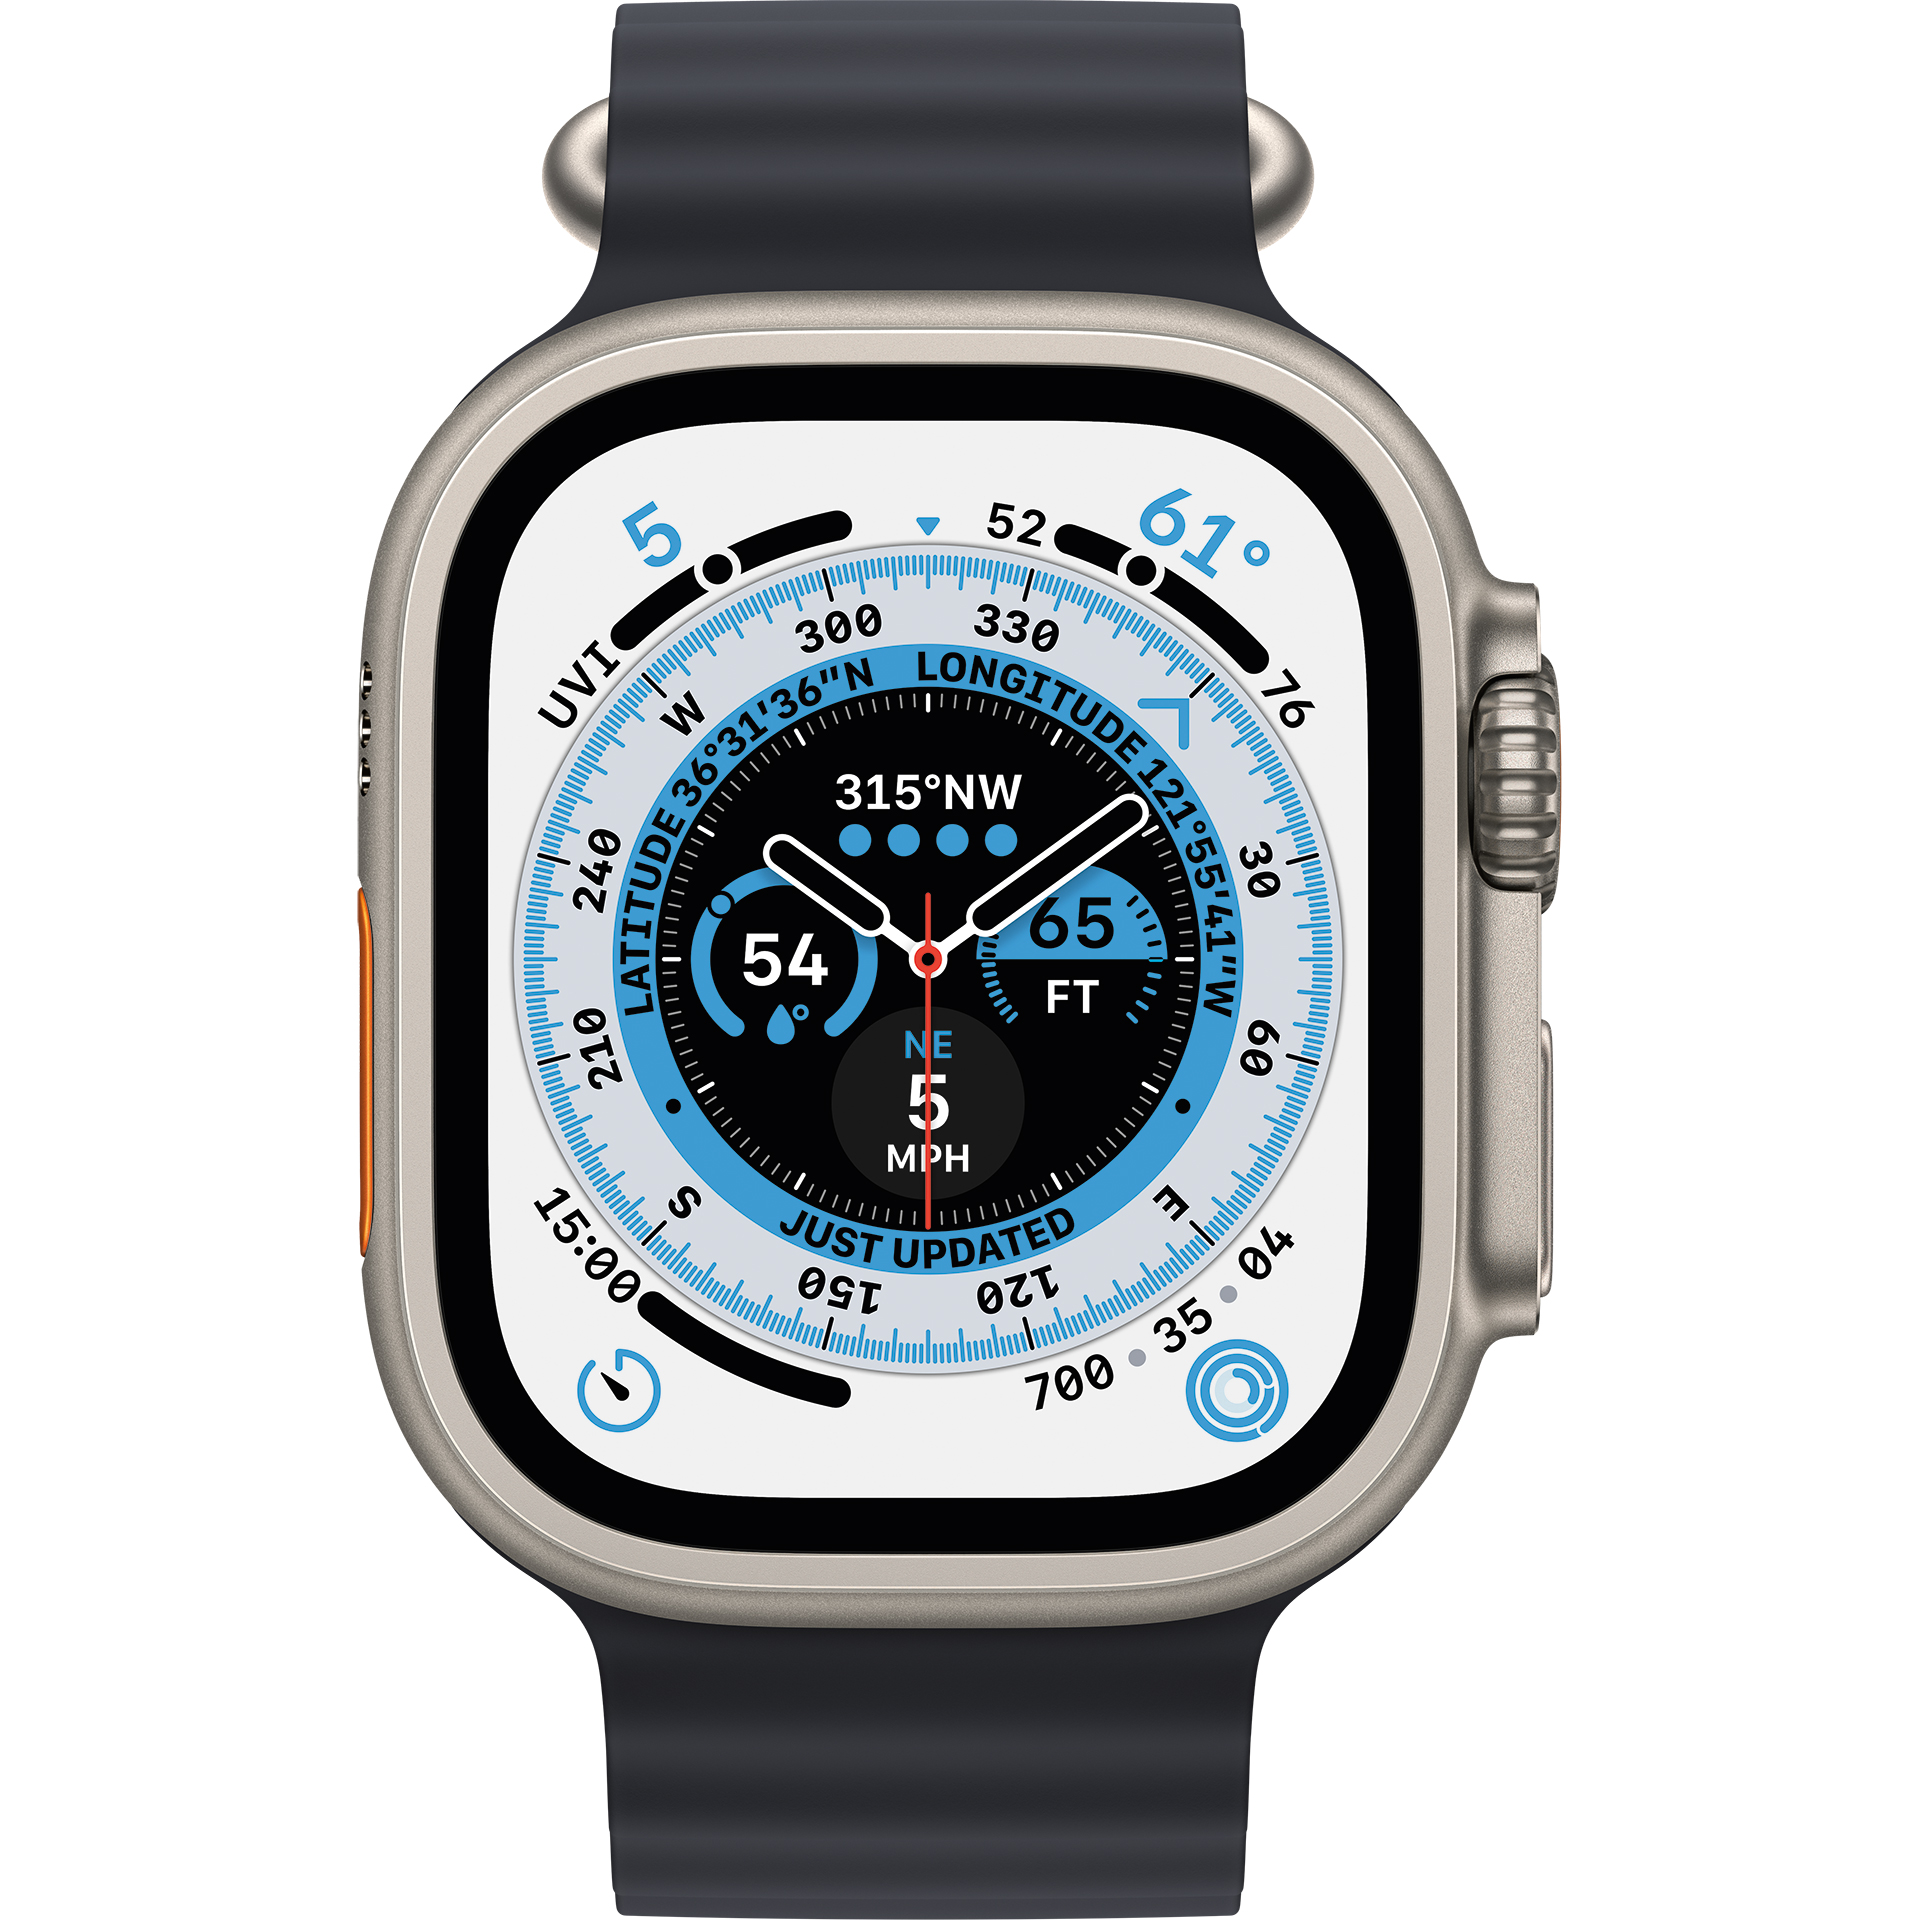 5
UVI
52
61°
76
300
330
W
30
240
60
210
E
S
120
150
LATITUDE 36°31'36"N
LONGITUDE 121°55'41"W
JUST UPDATED
315°NW
54
65
FT
NE
5
MPH
15:00
700 • 35 • 04